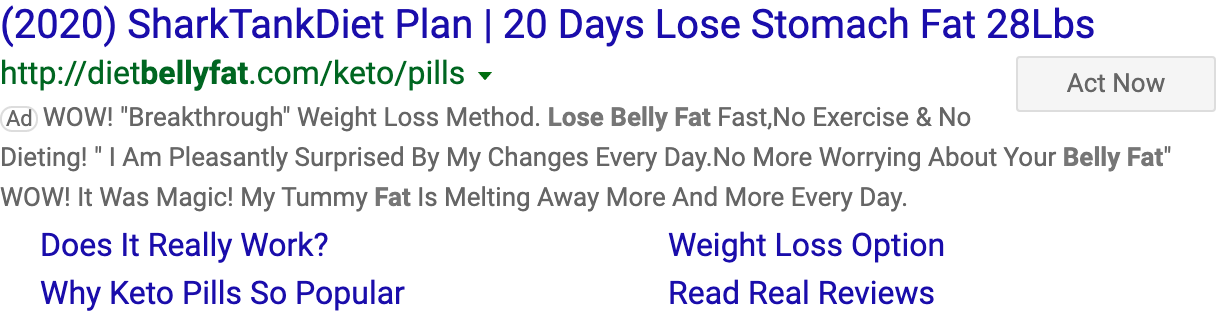 (2020) SharkTankDiet Plan | 20 Days Lose Stomach Fat 28Lbs
http://dietbellyfat.com/keto/pills
Act Now
Ad WOW! "Breakthrough" Weight Loss Method. Lose Belly Fat Fast,No Exercise & No
Dieting! " I Am Pleasantly Surprised By My Changes Every Day.No More Worrying About Your Belly Fat"
WOW! It Was Magic! My Tummy Fat Is Melting Away More And More Every Day.
Does It Really Work?
Weight Loss Option
Why Keto Pills So Popular
Read Real Reviews